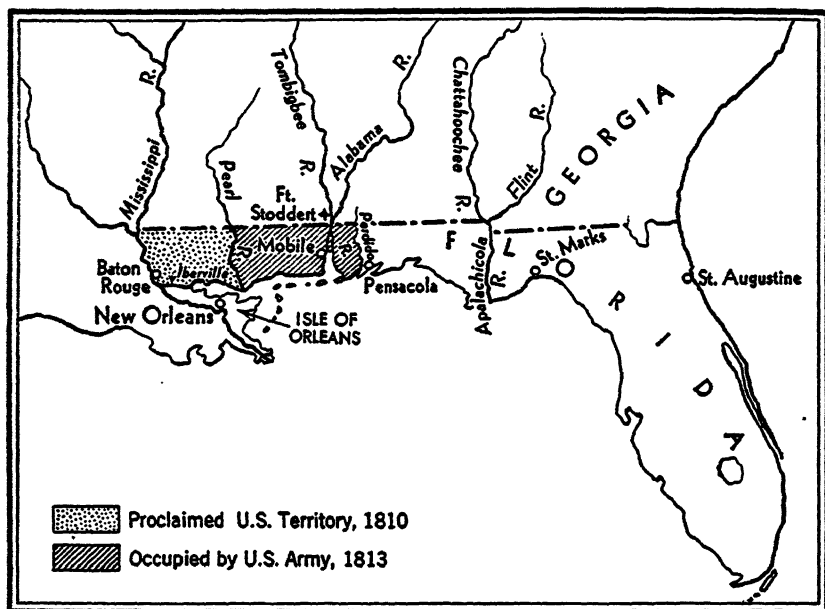 Mississippi R.
Pearl R.
Tombigbee R.
Alabama R.
Chattahoochee R.
Flint R.
GEORGIA
Ft.
Stoddert
Mobile
Perdido R.
FLORIDA
Apalachicola R.
St. Marks
St. Augustine
Baton
Rouge
Iberville
Pensacola
New Orleans
ISLE OF
ORLEANS
Proclaimed U.S. Territory, 1810
Occupied by U.S. Army, 1813